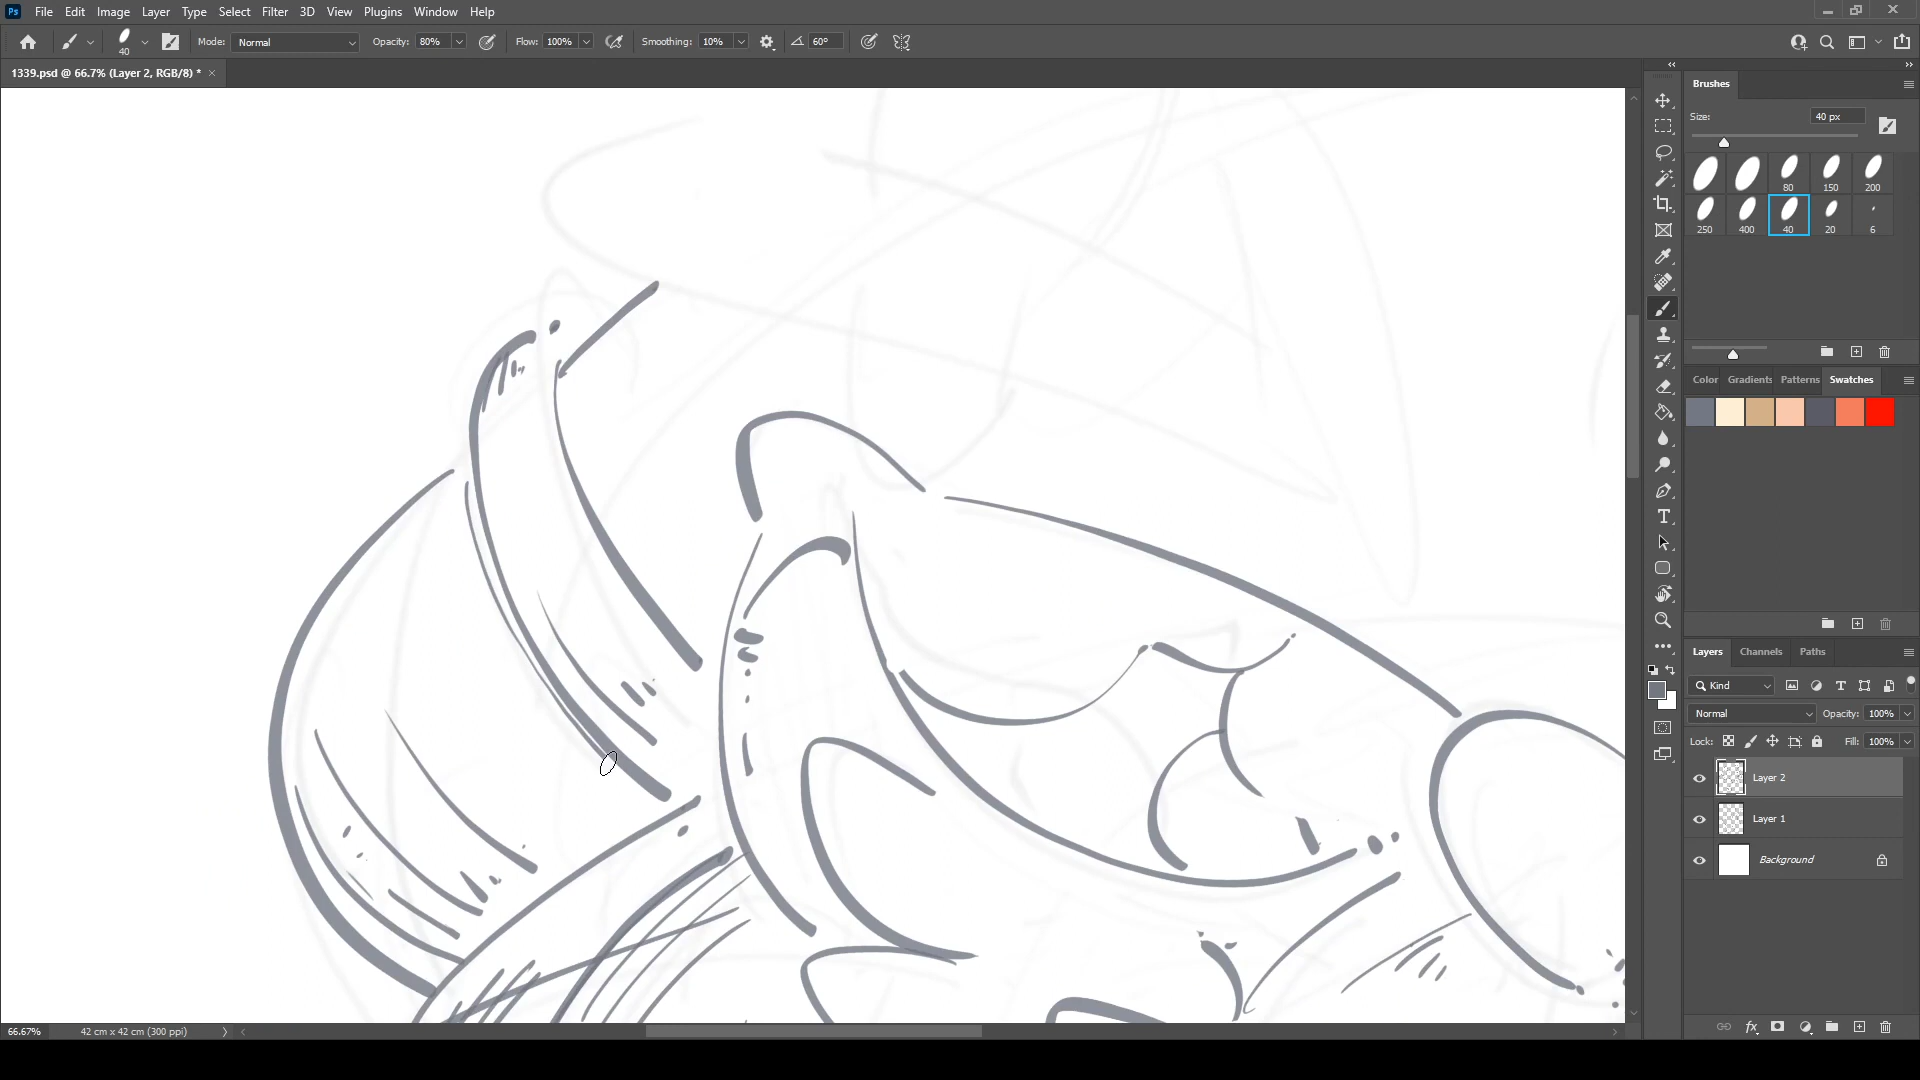 Ps File Edit Image Layer Type Select Filter 3D View Plugins Window Help
40 Mode: Normal Opacity: 80% Flow: 100% Smoothing: 10% 60°
1339.psd @ 66.7% (Layer 2, RGB/8) * ×
Brushes
Size: 40 px
80 150 200
250 400 40 20 6
Color Gradients Patterns Swatches
Layers Channels Paths
Kind
Normal Opacity: 100%
Lock: Fill: 100%
Layer 2
Layer 1
Background
66.67% 42 cm x 42 cm (300 ppi)